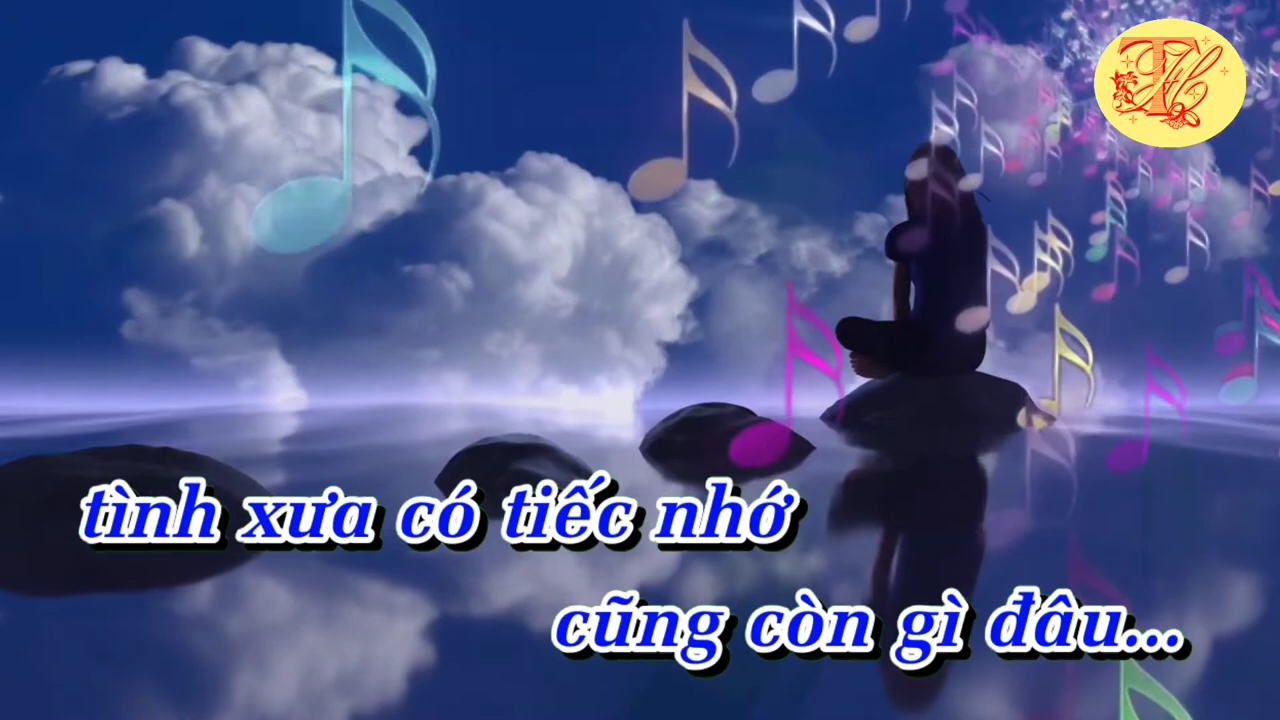 tình xưa có tiếc nhớ
cũng còn gì đâu...